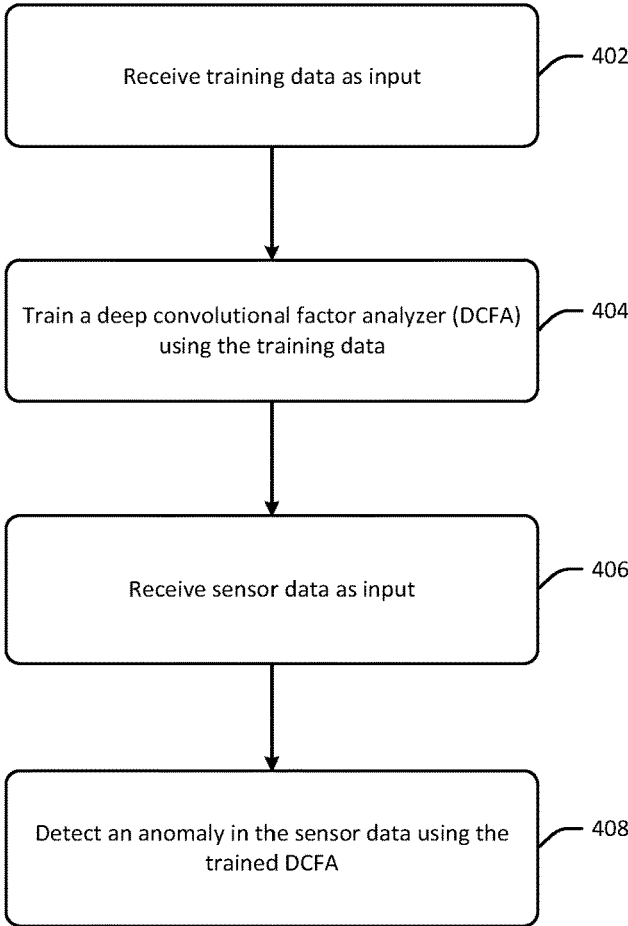 Receive training data as input
402
Train a deep convolutional factor analyzer (DCFA)
using the training data
404
Receive sensor data as input
406
Detect an anomaly in the sensor data using the
trained DCFA
408